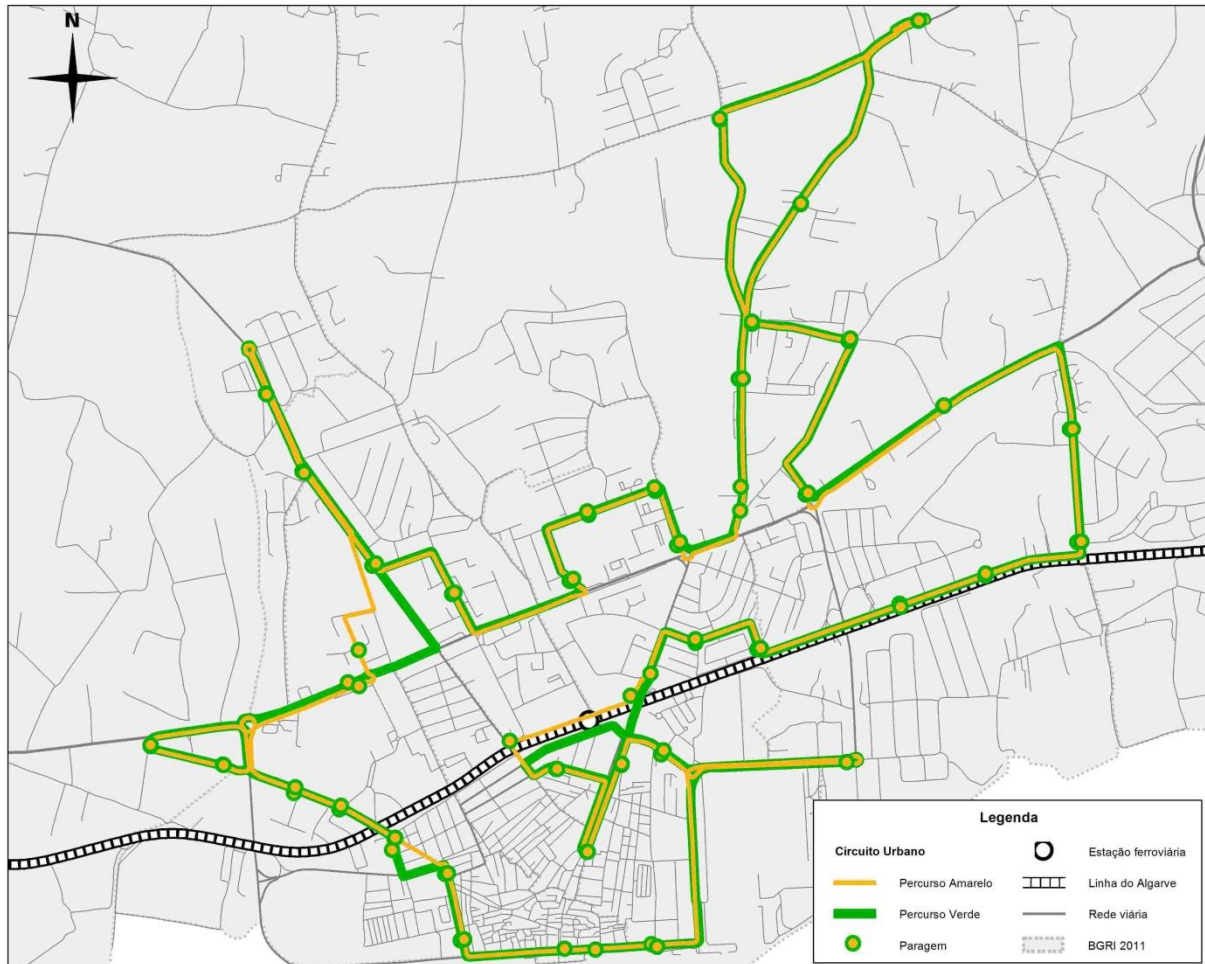 N
Legenda
Circuito Urbano
Estação ferroviária
Percurso Amarelo
Linha do Algarve
Percurso Verde
Rede viária
Paragem
BGRI 2011